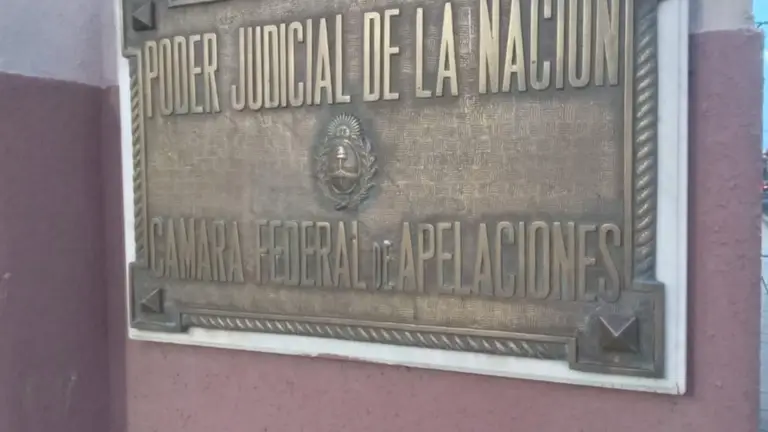 PODER JUDICIAL DE LA NACION
CAMARA FEDERAL DE APELACIONES